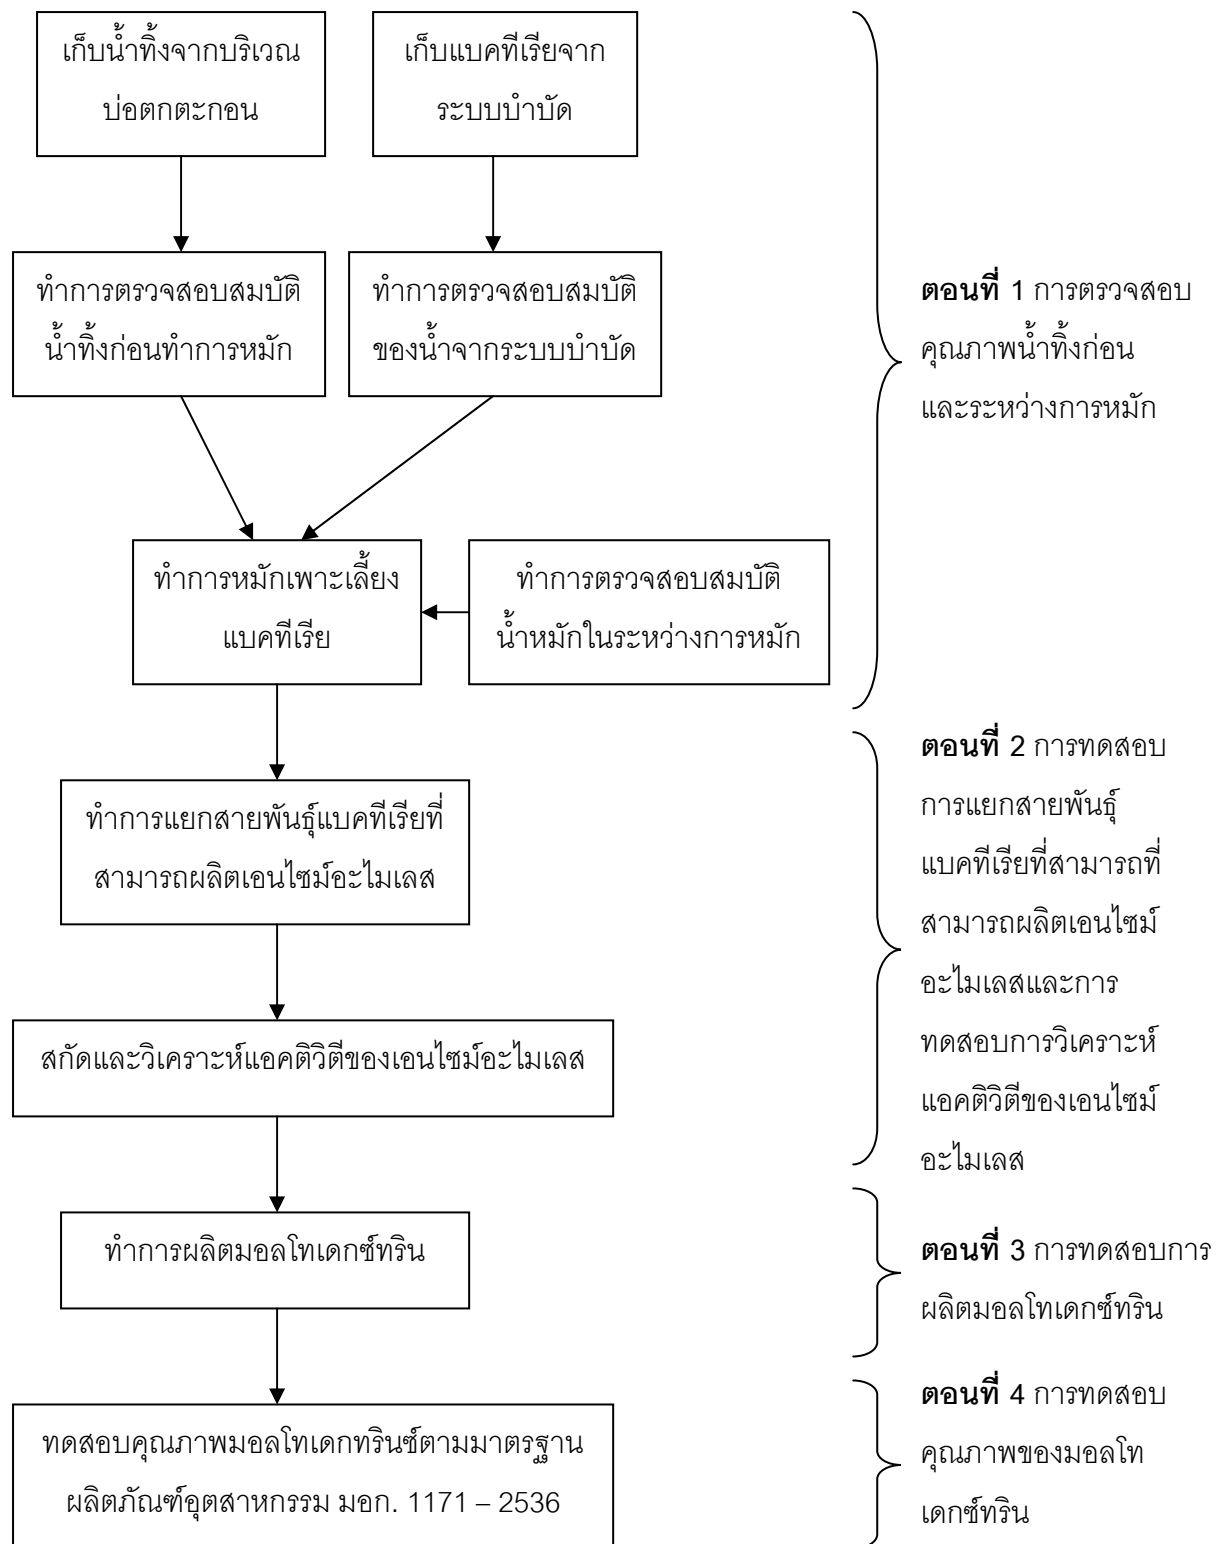 เก็บน้ำทิ้งจากบริเวณ
บ่อตกตะกอน
เก็บแบคทีเรียจาก
ระบบบำบัด
ทำการตรวจสอบสมบัติ
น้ำทิ้งก่อนทำการหมัก
ทำการตรวจสอบสมบัติ
ของน้ำจากระบบบำบัด
ตอนที่ 1 การตรวจสอบ
คุณภาพน้ำทิ้งก่อน
และระหว่างการหมัก
ทำการหมักเพาะเลี้ยง
แบคทีเรีย
ทำการตรวจสอบสมบัติ
น้ำหมักในระหว่างการหมัก
ทำการแยกสายพันธุ์แบคทีเรียที่
สามารถผลิตเอนไซม์อะไมเลส
สกัดและวิเคราะห์แอคติวิตีของเอนไซม์อะไมเลส
ตอนที่ 2 การทดสอบ
การแยกสายพันธุ์
แบคทีเรียที่สามารถที่
สามารถผลิตเอนไซม์
อะไมเลสและการ
ทดสอบการวิเคราะห์
แอคติวิตีของเอนไซม์
อะไมเลส
ทำการผลิตมอลโทเดกซ์ทริน
ตอนที่ 3 การทดสอบการ
ผลิตมอลโทเดกซ์ทริน
ทดสอบคุณภาพมอลโทเดกทรินซ์ตามมาตรฐาน
ผลิตภัณฑ์อุตสาหกรรม มอก. 1171 – 2536
ตอนที่ 4 การทดสอบ
คุณภาพของมอลโท
เดกซ์ทริน